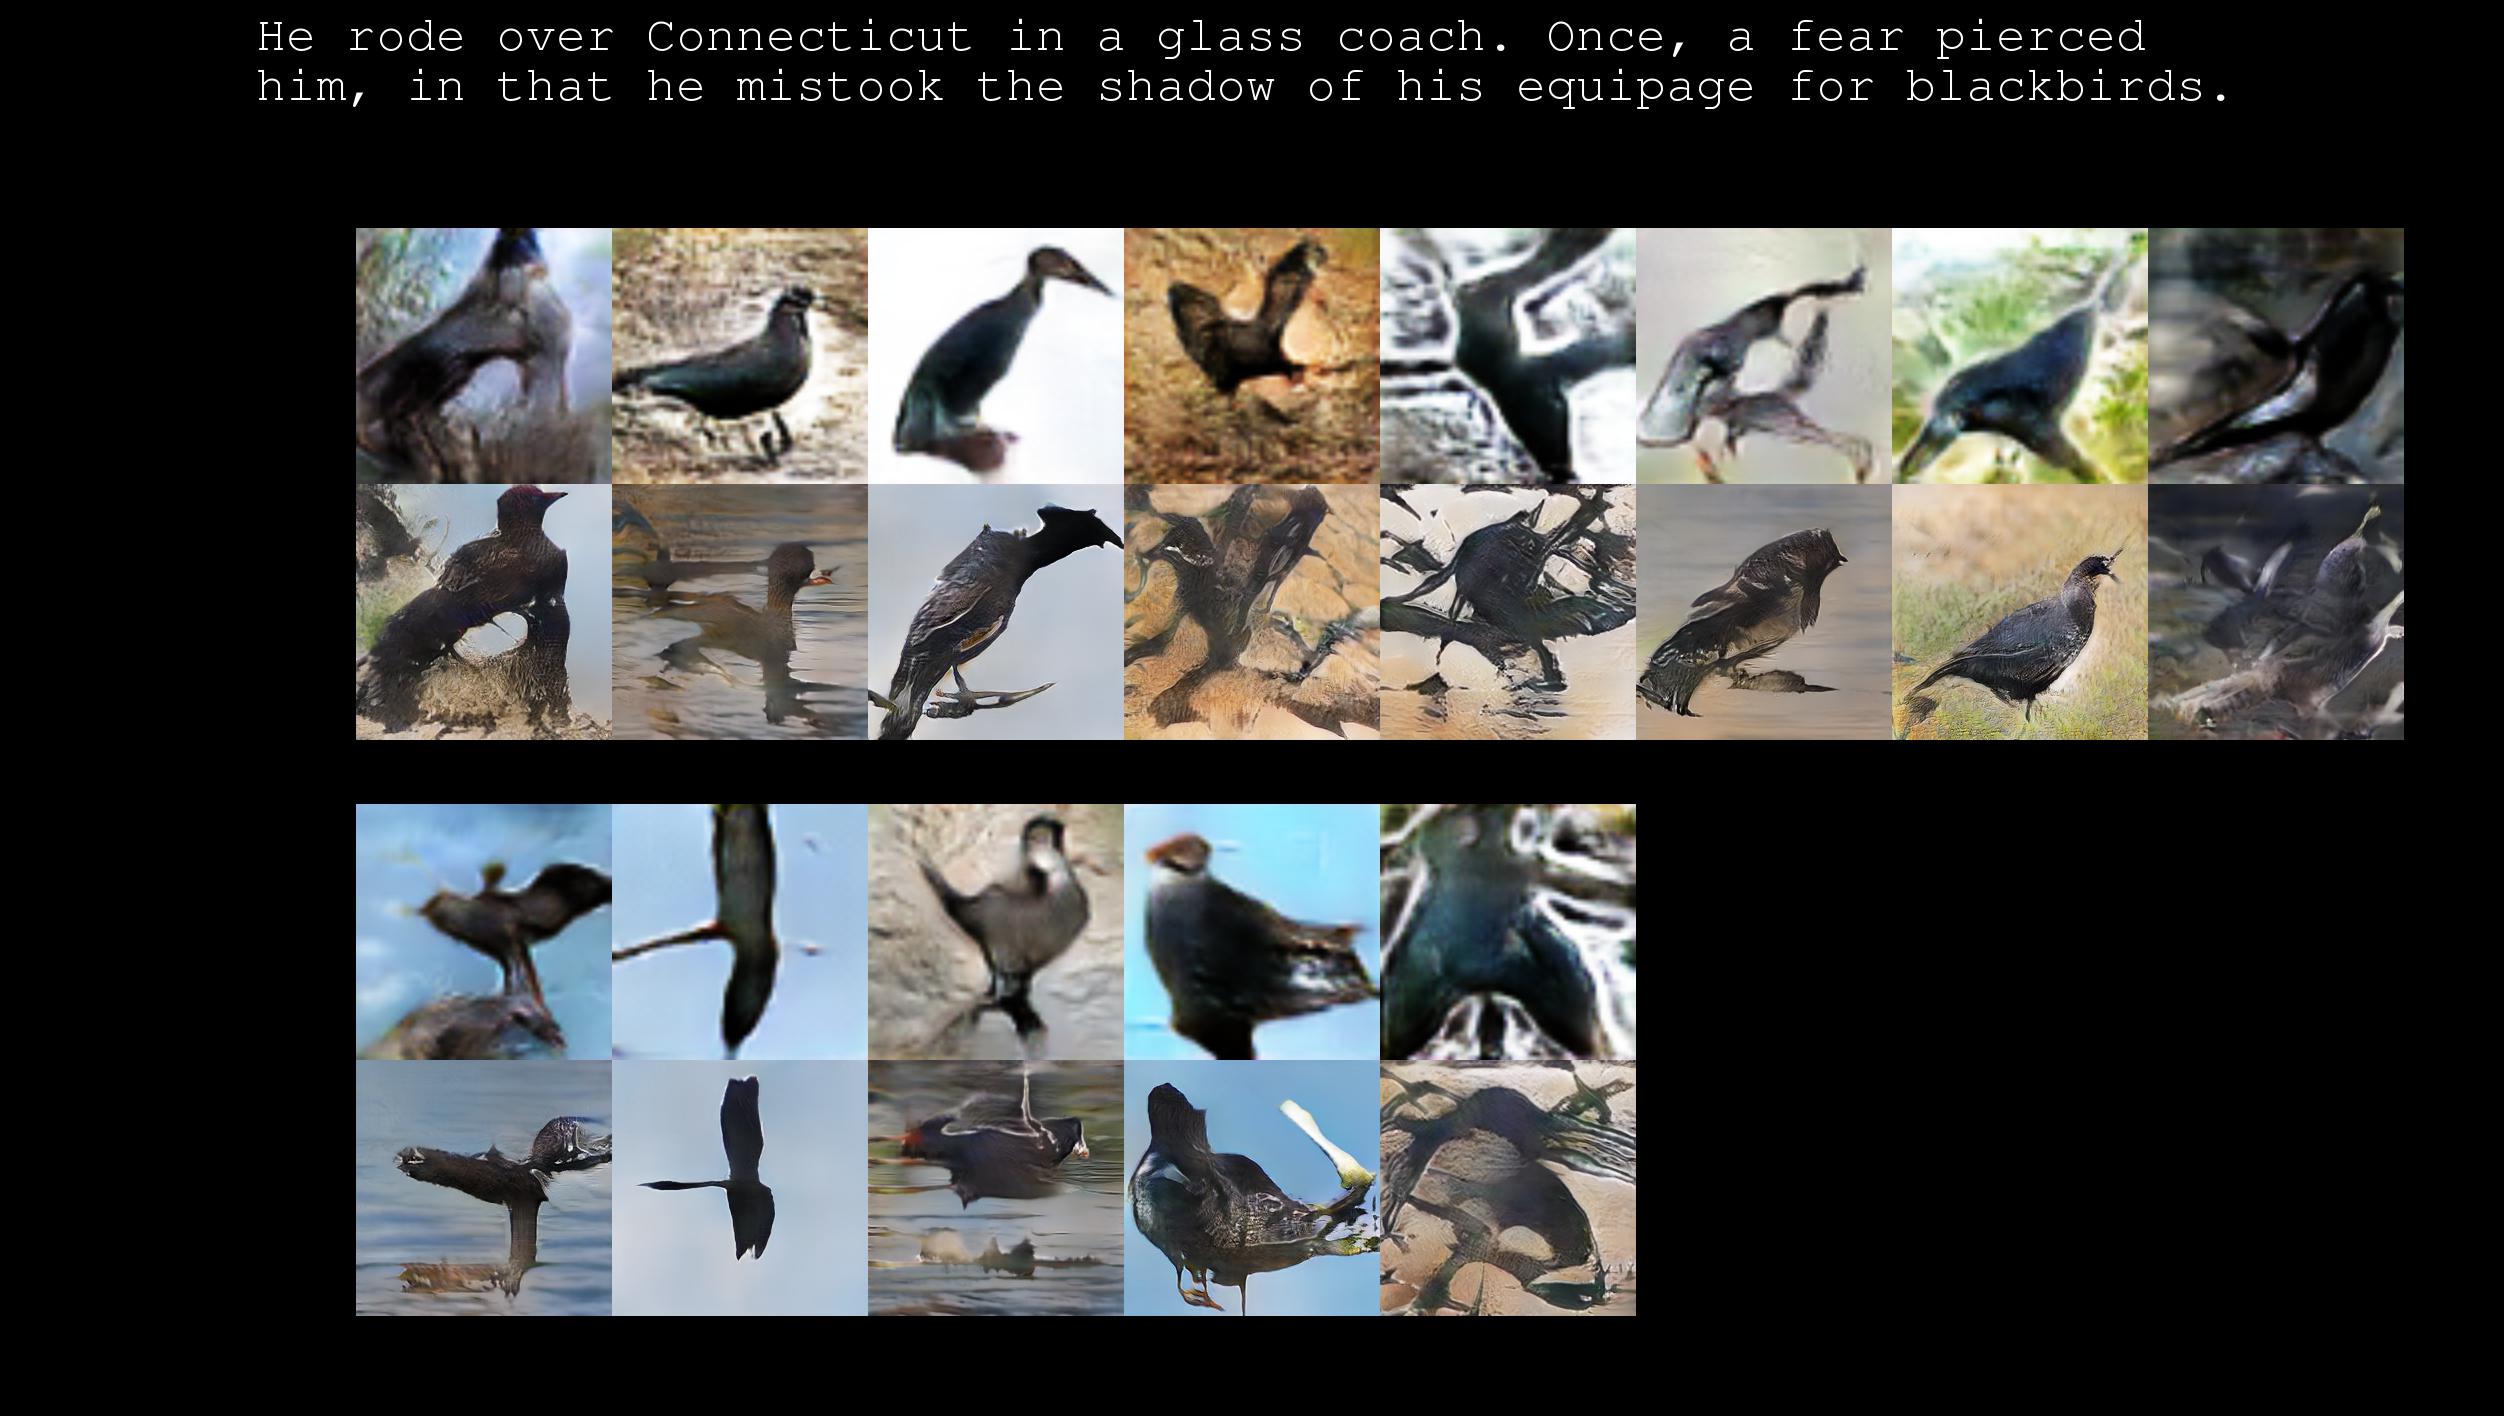 He rode over Connecticut in a glass coach. Once, a fear pierced
him, in that he mistook the shadow of his equipage for blackbirds.